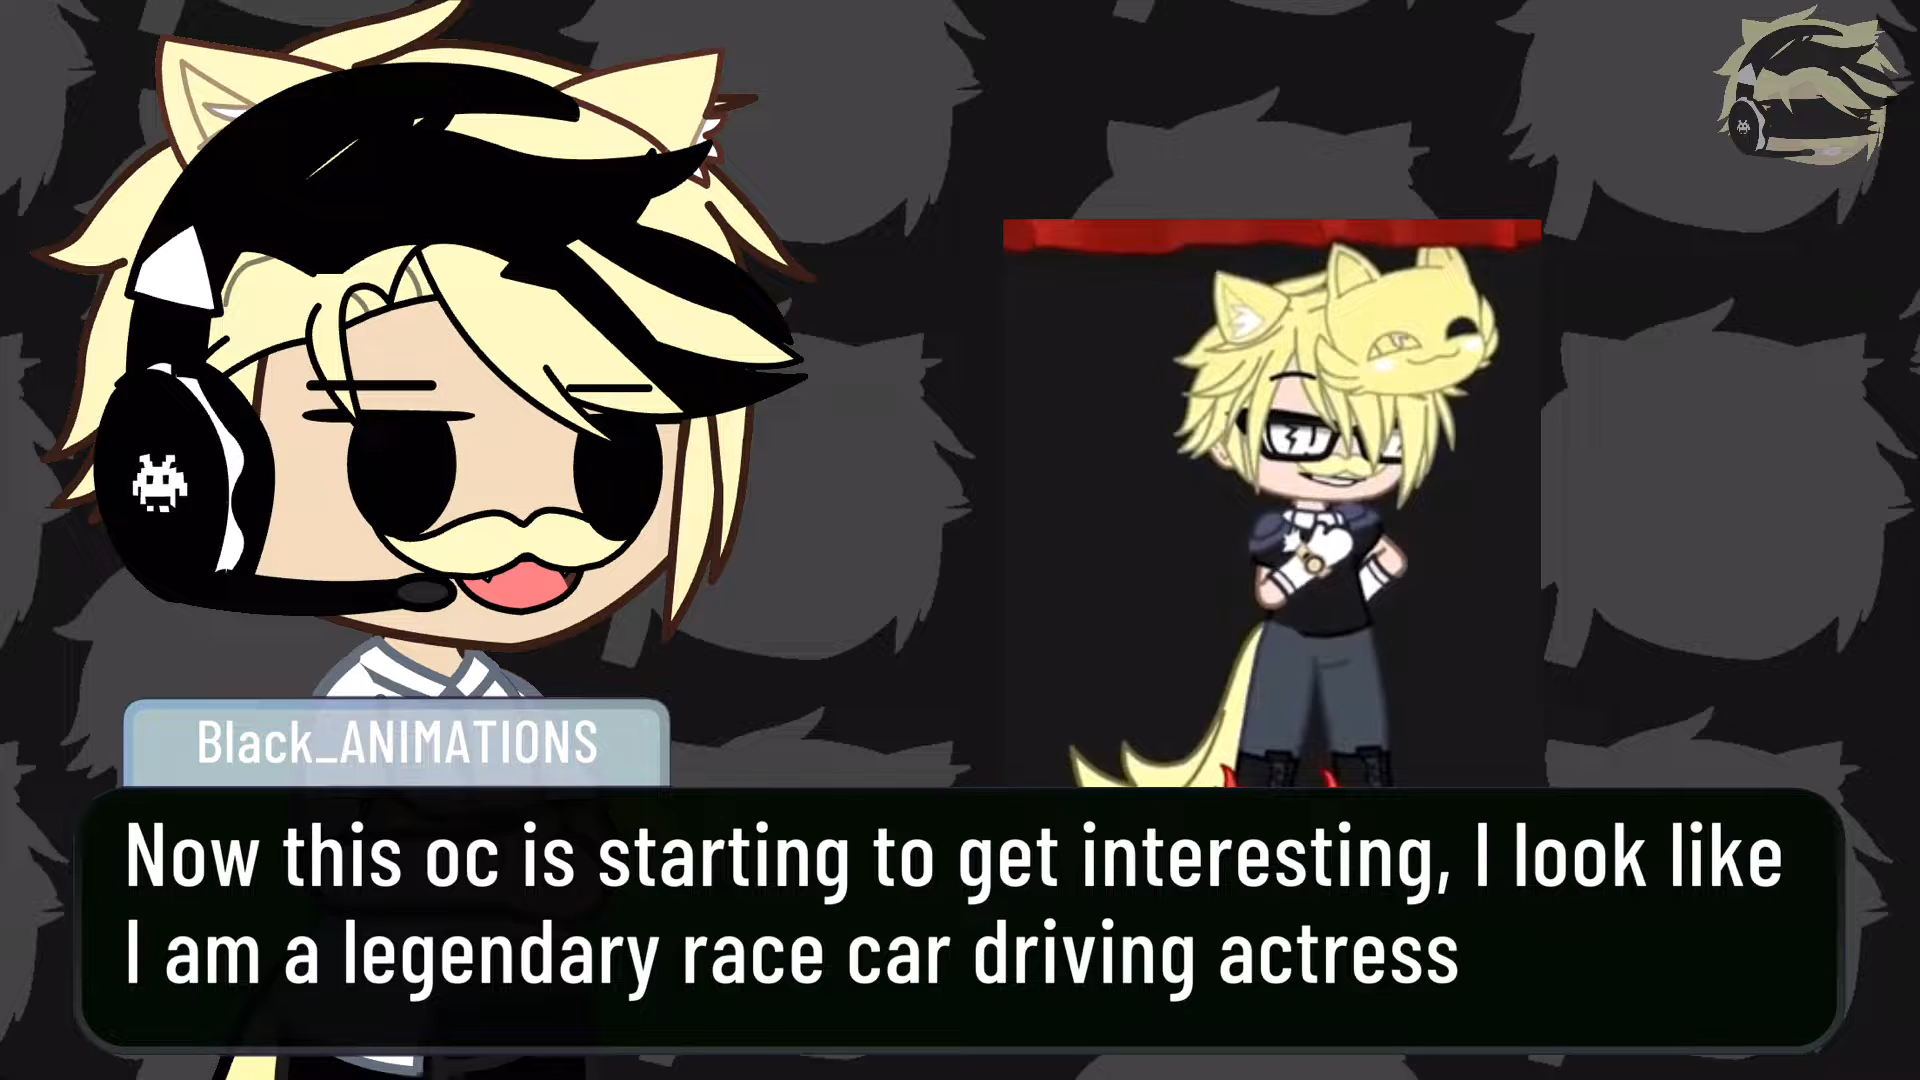 Black_ANIMATIONS
Now this oc is starting to get interesting, I look like
I am a legendary race car driving actress